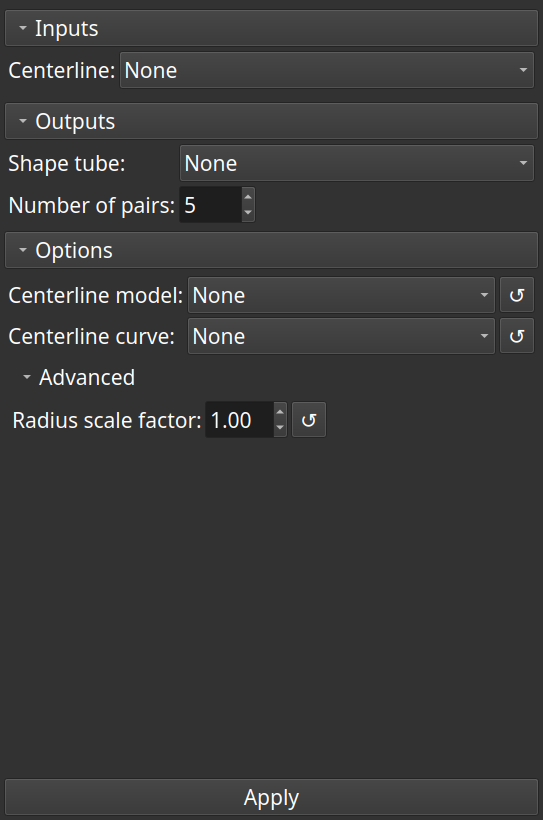 Inputs
Centerline: None
Outputs
Shape tube: None
Number of pairs: 5
Options
Centerline model: None ↺
Centerline curve: None ↺
Advanced
Radius scale factor: 1.00 ↺
Apply